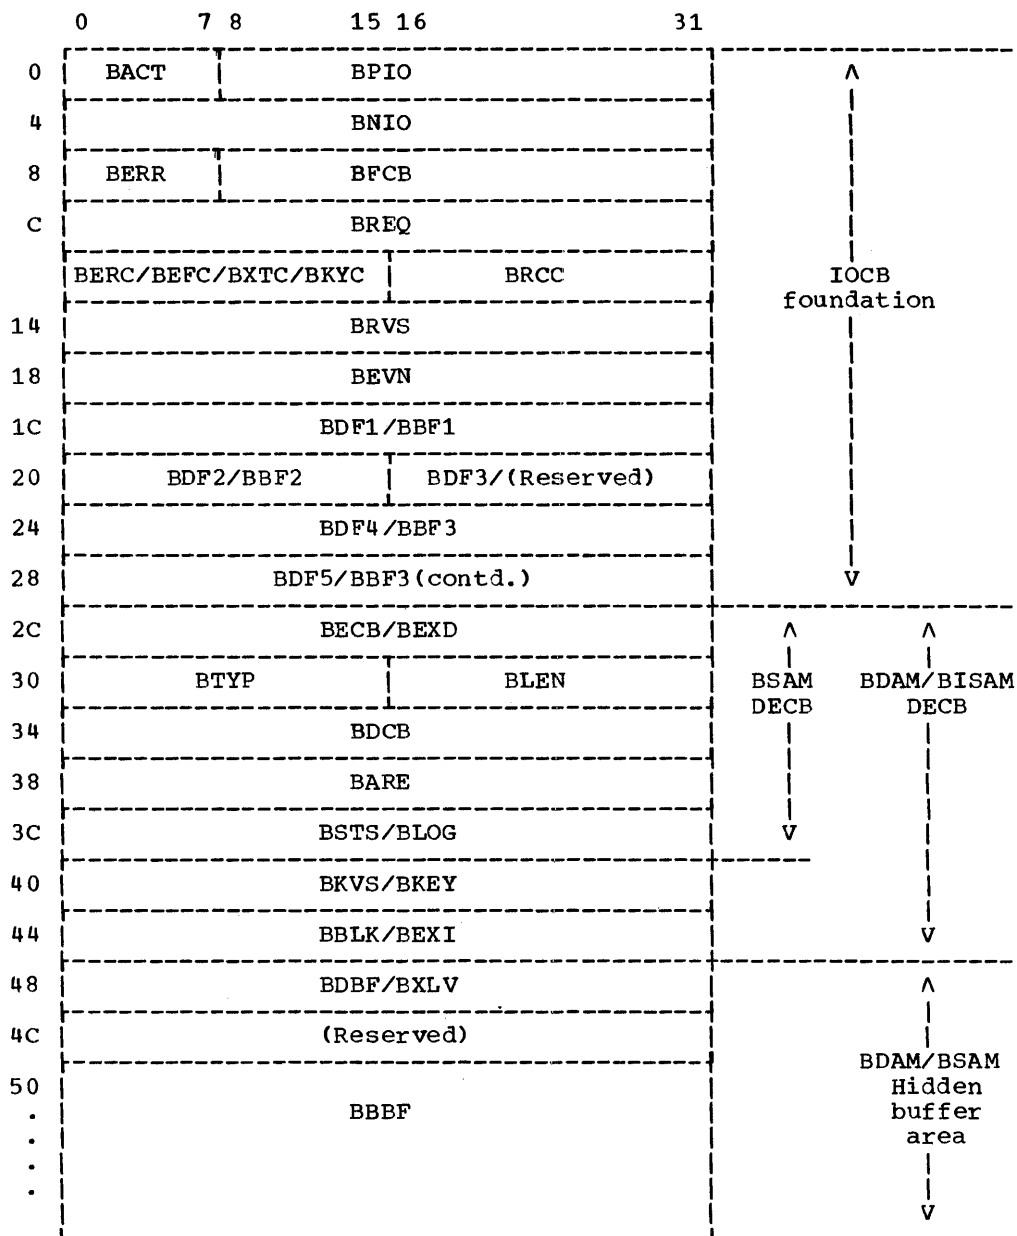 0 7 8 15 16 31
0 BACT BPIO
4 BNIO
8 BERR BFCB
C BREQ
BERC/BEFC/BXTC/BKYC BRCC IOCB
foundation
14 BRVS
18 BEVN
1C BDF1/BBF1
20 BDF2/BBF2 BDF3/(Reserved)
24 BDF4/BBF3
28 BDF5/BBF3(contd.)
2C BECB/BEXD
30 BTYP BLEN BSAM BDAM/BISAM
DECB DECB
34 BDCB
38 BARE
3C BSTS/BLOG
40 BKVS/BKEY
44 BBLK/BEXI
48 BDBF/BXLV
4C (Reserved)
BDAM/BSAM
50 Hidden
BBBF buffer
area